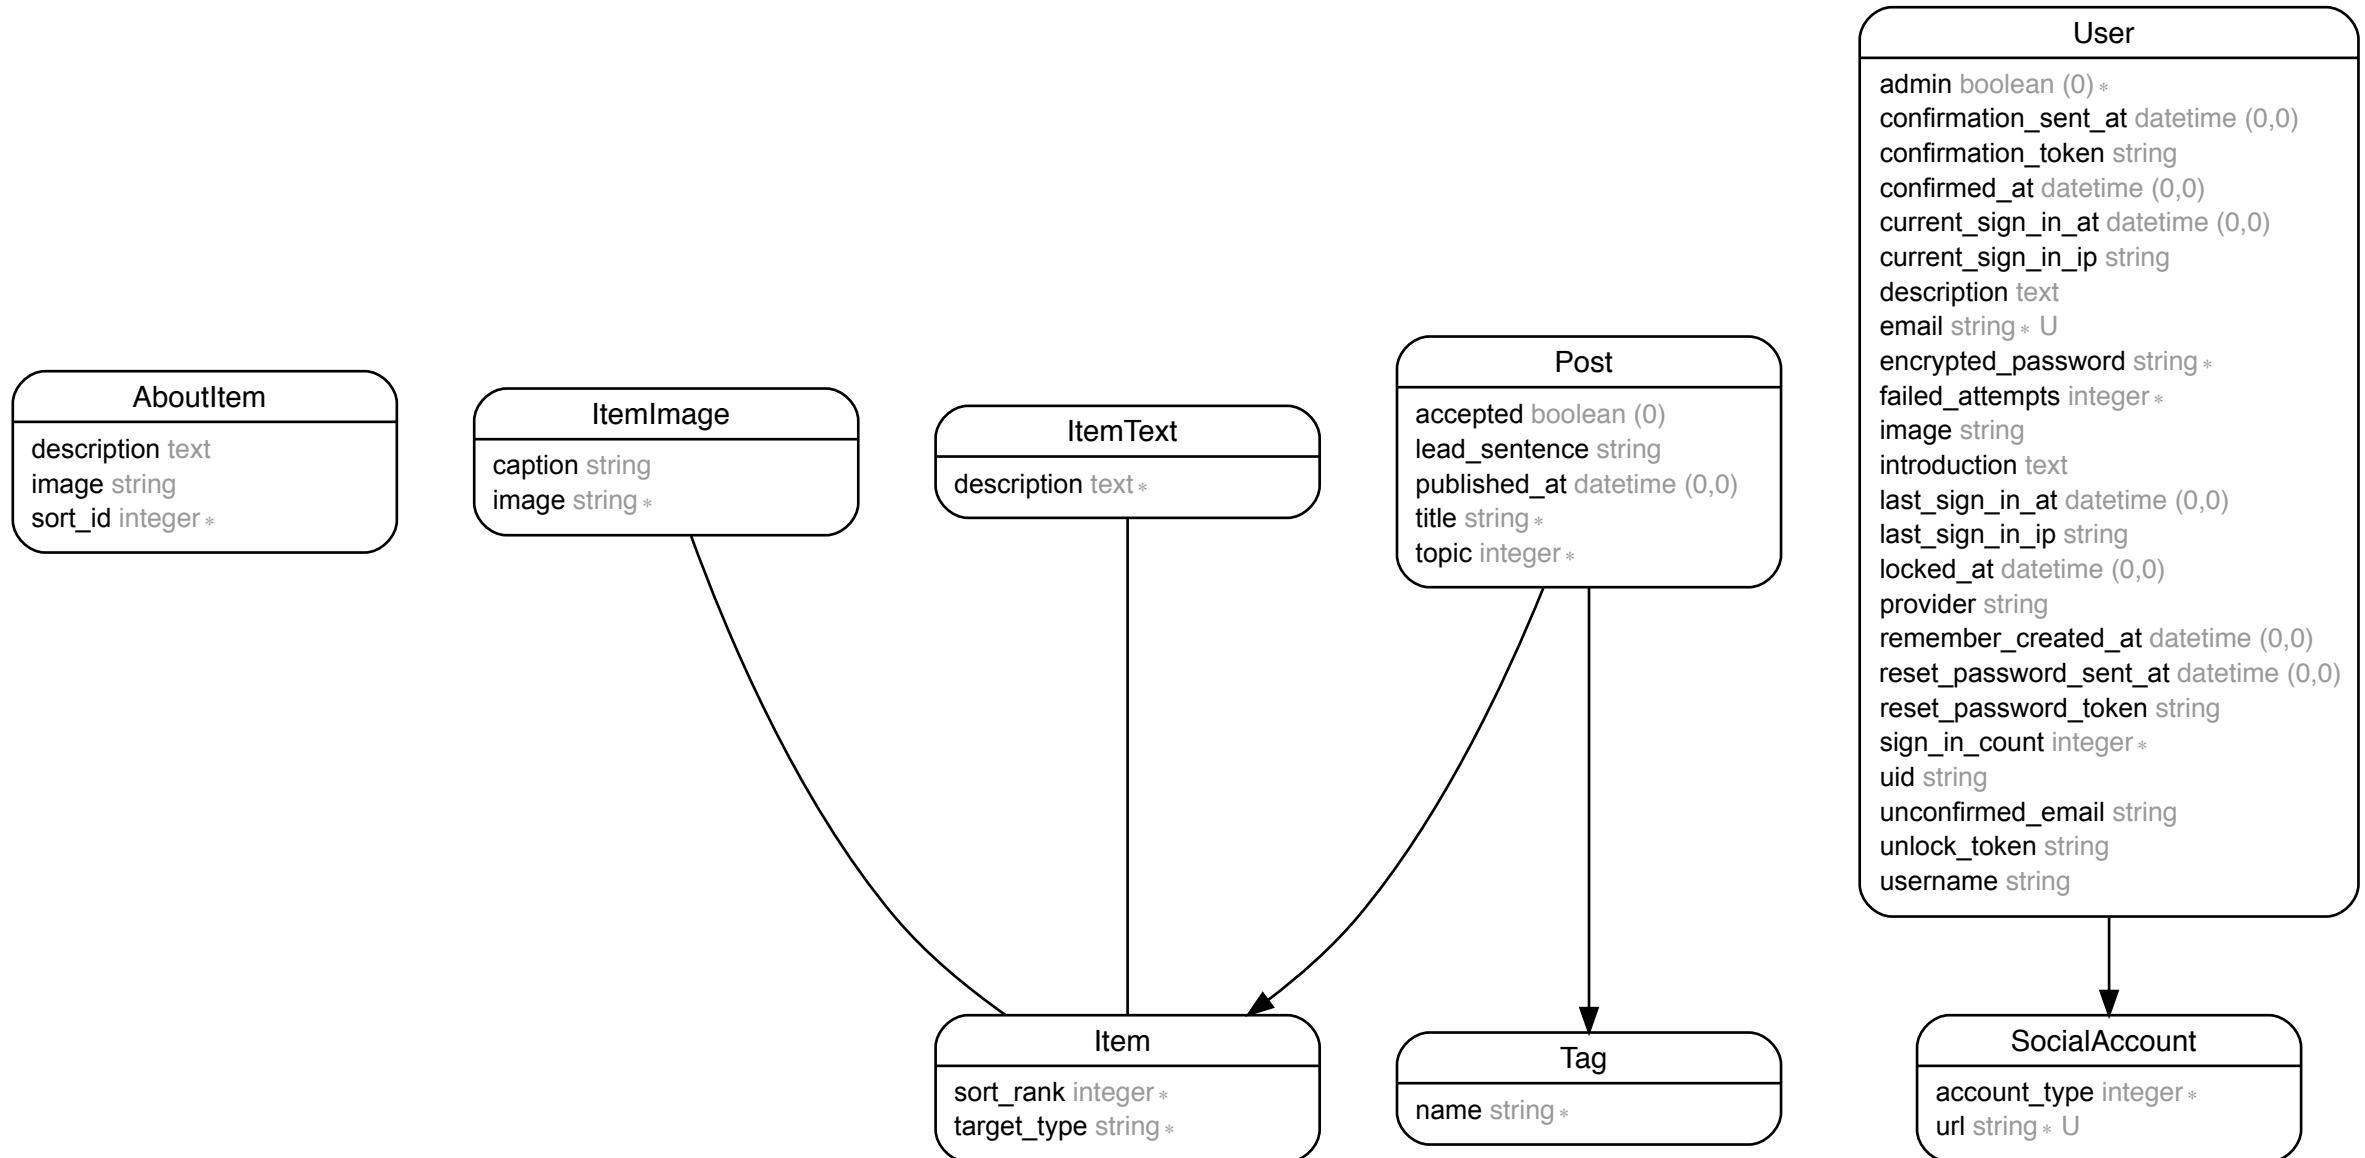 AboutItem
description text
image string
sort_id integer *
ItemImage
caption string
image string *
ItemText
description text *
Post
accepted boolean (0)
lead_sentence string
published_at datetime (0,0)
title string *
topic integer *
User
admin boolean (0) *
confirmation_sent_at datetime (0,0)
confirmation_token string
confirmed_at datetime (0,0)
current_sign_in_at datetime (0,0)
current_sign_in_ip string
description text
email string * U
encrypted_password string *
failed_attempts integer *
image string
introduction text
last_sign_in_at datetime (0,0)
last_sign_in_ip string
locked_at datetime (0,0)
provider string
remember_created_at datetime (0,0)
reset_password_sent_at datetime (0,0)
reset_password_token string
sign_in_count integer *
uid string
unconfirmed_email string
unlock_token string
username string
Item
sort_rank integer *
target_type string *
Tag
name string *
SocialAccount
account_type integer *
url string * U